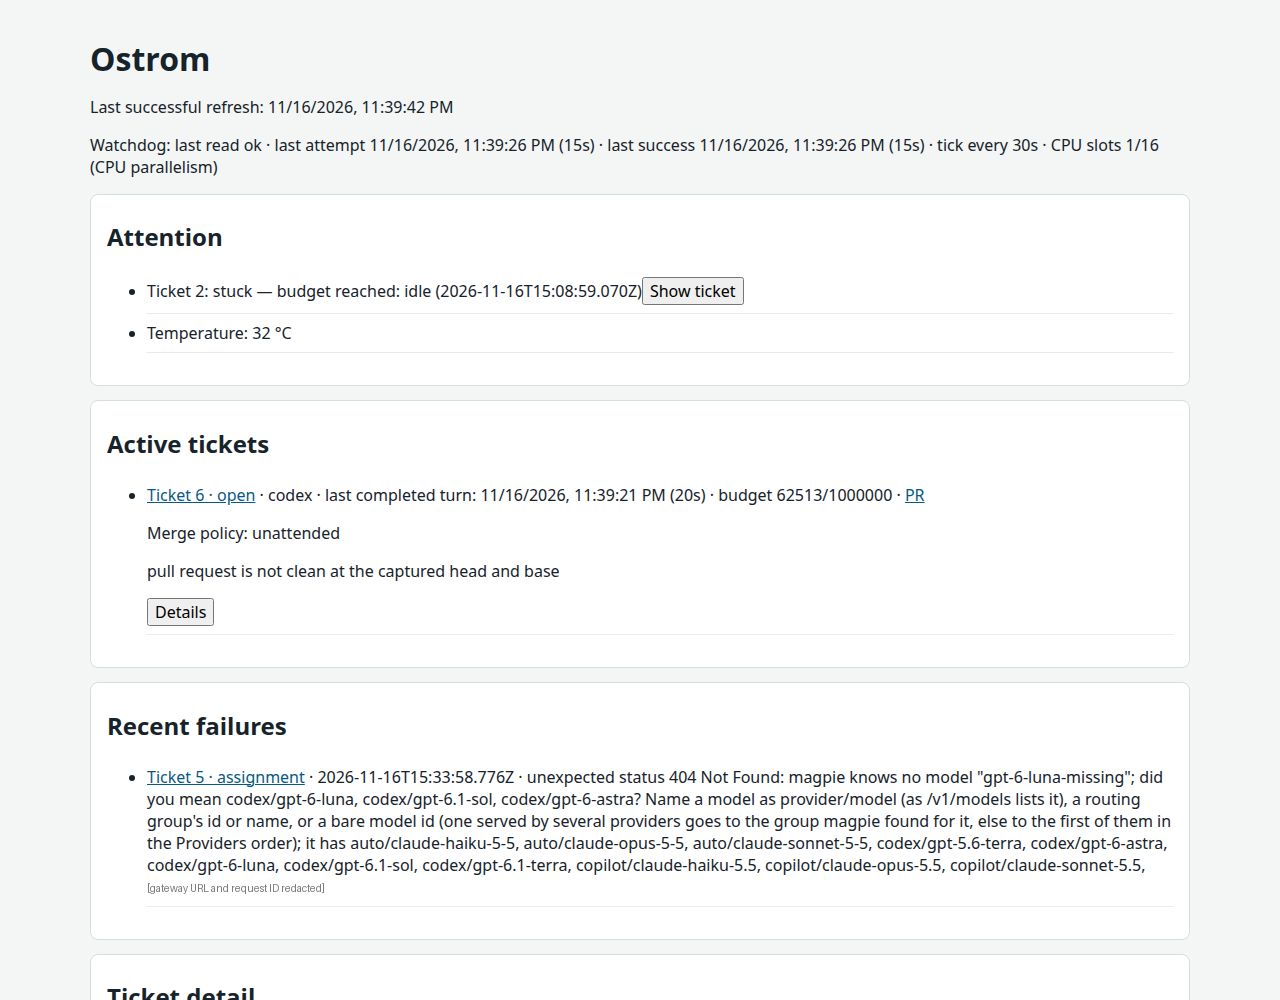 Ostrom
Last successful refresh: 11/16/2026, 11:39:42 PM
Watchdog: last read ok · last attempt 11/16/2026, 11:39:26 PM (15s) · last success 11/16/2026, 11:39:26 PM (15s) · tick every 30s · CPU slots 1/16
(CPU parallelism)
Attention
Ticket 2: stuck — budget reached: idle (2026-11-16T15:08:59.070Z) Show ticket
Temperature: 32 °C
Active tickets
Ticket 6 · open · codex · last completed turn: 11/16/2026, 11:39:21 PM (20s) · budget 62513/1000000 · PR
Merge policy: unattended
pull request is not clean at the captured head and base
Details
Recent failures
Ticket 5 · assignment · 2026-11-16T15:33:58.776Z · unexpected status 404 Not Found: magpie knows no model "gpt-6-luna-missing"; did
you mean codex/gpt-6-luna, codex/gpt-6.1-sol, codex/gpt-6-astra? Name a model as provider/model (as /v1/models lists it), a routing
group's id or name, or a bare model id (one served by several providers goes to the group magpie found for it, else to the first of them in
the Providers order); it has auto/claude-haiku-5-5, auto/claude-opus-5-5, auto/claude-sonnet-5-5, codex/gpt-5.6-terra, codex/gpt-6-astra,
codex/gpt-6-luna, codex/gpt-6.1-sol, codex/gpt-6.1-terra, copilot/claude-haiku-5.5, copilot/claude-opus-5.5, copilot/claude-sonnet-5.5,
[gateway URL and request ID redacted]
Ticket detail